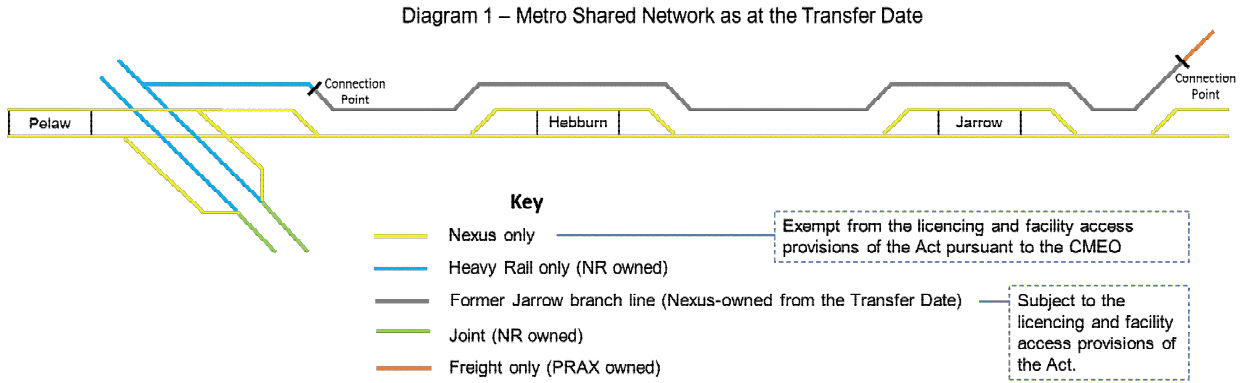 Diagram 1 – Metro Shared Network as at the Transfer Date
Connection
Point
Connection
Point
Pelaw
Hebburn
Jarrow
Key
Nexus only
Exempt from the licencing and facility access
provisions of the Act pursuant to the CMEO
Heavy Rail only (NR owned)
Former Jarrow branch line (Nexus-owned from the Transfer Date)
Subject to the
licencing and facility
access provisions of
the Act.
Joint (NR owned)
Freight only (PRAX owned)